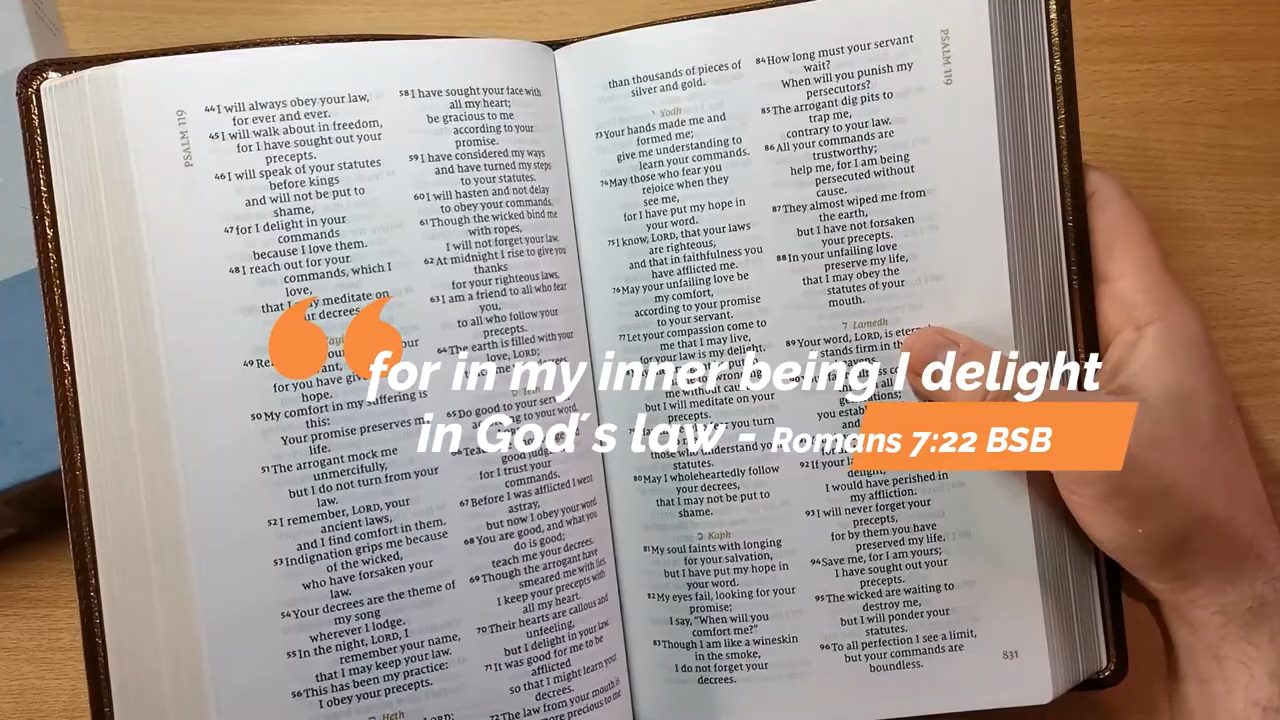 PSALM 119
44 I will always obey your law,
for ever and ever.
45 I will walk about in freedom,
for I have sought out your
precepts.
46 I will speak of your statutes
before kings
and will not be put to
shame,
47 for I delight in your
commands
because I love them.
48 I reach out for your
commands, which I
love,
that I may meditate on
ur decrees
49 Re
for you have giv
hope.
50 My comfort in my suffering is
this:
Your promise preserves my
life.
51 The arrogant mock me
unmercifully,
but I do not turn from your
law.
52 I remember, LORD, your
ancient laws,
and I find comfort in them.
53 Indignation grips me because
of the wicked,
who have forsaken your
law.
54 Your decrees are the theme of
my song
wherever I lodge.
55 In the night, LORD, I
remember your name,
that I may keep your law.
56 This has been my practice:
I obey your precepts.
ח Heth
58 I have sought your face with
all my heart;
be gracious to me
according to your
promise.
59 I have considered my ways
and have turned my steps
to your statutes.
60 I will hasten and not delay
to obey your commands.
61 Though the wicked bind me
with ropes,
I will not forget your law.
62 At midnight I rise to give you
thanks
for your righteous laws.
63 I am a friend to all who fear
you,
to all who follow your
precepts.
64 The earth is filled with your
love, LORD;
65 Do good to your
to your word,
good
for I trust your
commands.
67 Before I was afflicted I went
astray,
but now I obey your word.
68 You are good, and what you
do is good;
teach me your decrees.
69 Though the arrogant have
smeared me with lies,
I keep your precepts with
all my heart.
70 Their hearts are callous and
unfeeling,
but I delight in your law.
71 It was good for me to be
afflicted
so that I might learn your
decrees.
72 The law from your mouth is
more precious to me
than thousands of pieces of
silver and gold.
י Yodh
73 Your hands made me and
formed me;
give me understanding to
learn your commands.
74 May those who fear you
rejoice when they
see me,
for I have put my hope in
your word.
75 I know, LORD, that your laws
are righteous,
and that in faithfulness you
have afflicted me.
76 May your unfailing love be
my comfort,
according to your promise
to your servant.
77 Let your compassion come to
me that I may live,
for your law is my delight.
me without cau
but I will meditate on your
precepts.
you turn
those who understand your
statutes.
80 May I wholeheartedly follow
your decrees,
that I may not be put to
shame.
כ Kaph
81 My soul faints with longing
for your salvation,
but I have put my hope in
your word.
82 My eyes fail, looking for your
promise;
I say, “When will you
comfort me?”
83 Though I am like a wineskin
in the smoke,
I do not forget your
decrees.
84 How long must your servant
wait?
When will you punish my
persecutors?
85 The arrogant dig pits to
trap me,
contrary to your law.
86 All your commands are
trustworthy;
help me, for I am being
persecuted without
cause.
87 They almost wiped me from
the earth,
but I have not forsaken
your precepts.
88 In your unfailing love
preserve my life,
that I may obey the
statutes of your
mouth.
ל Lamedh
89 Your word, LORD, is eter
stands firm in the
you estab
92 If your l
delight,
I would have perished in
my affliction.
93 I will never forget your
precepts,
for by them you have
preserved my life.
94 Save me, for I am yours;
I have sought out your
precepts.
95 The wicked are waiting to
destroy me,
but I will ponder your
statutes.
96 To all perfection I see a limit,
but your commands are
boundless.
PSALM 119
831
“for in my inner being I delight
in God´s law - Romans 7:22 BSB